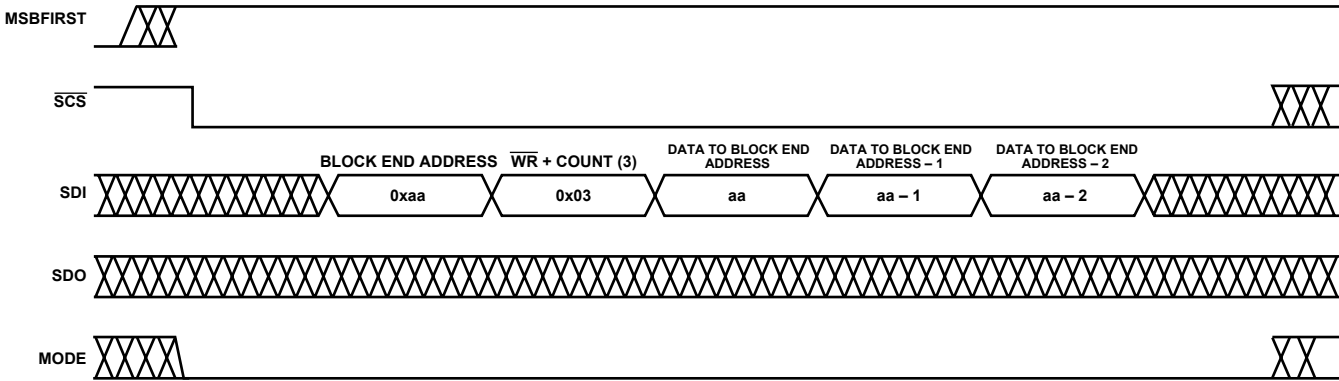 MSBFIRST
SCS
BLOCK END ADDRESS
WR + COUNT (3)
DATA TO BLOCK END
ADDRESS
DATA TO BLOCK END
ADDRESS – 1
DATA TO BLOCK END
ADDRESS – 2
SDI
0xaa
0x03
aa
aa – 1
aa – 2
SDO
MODE